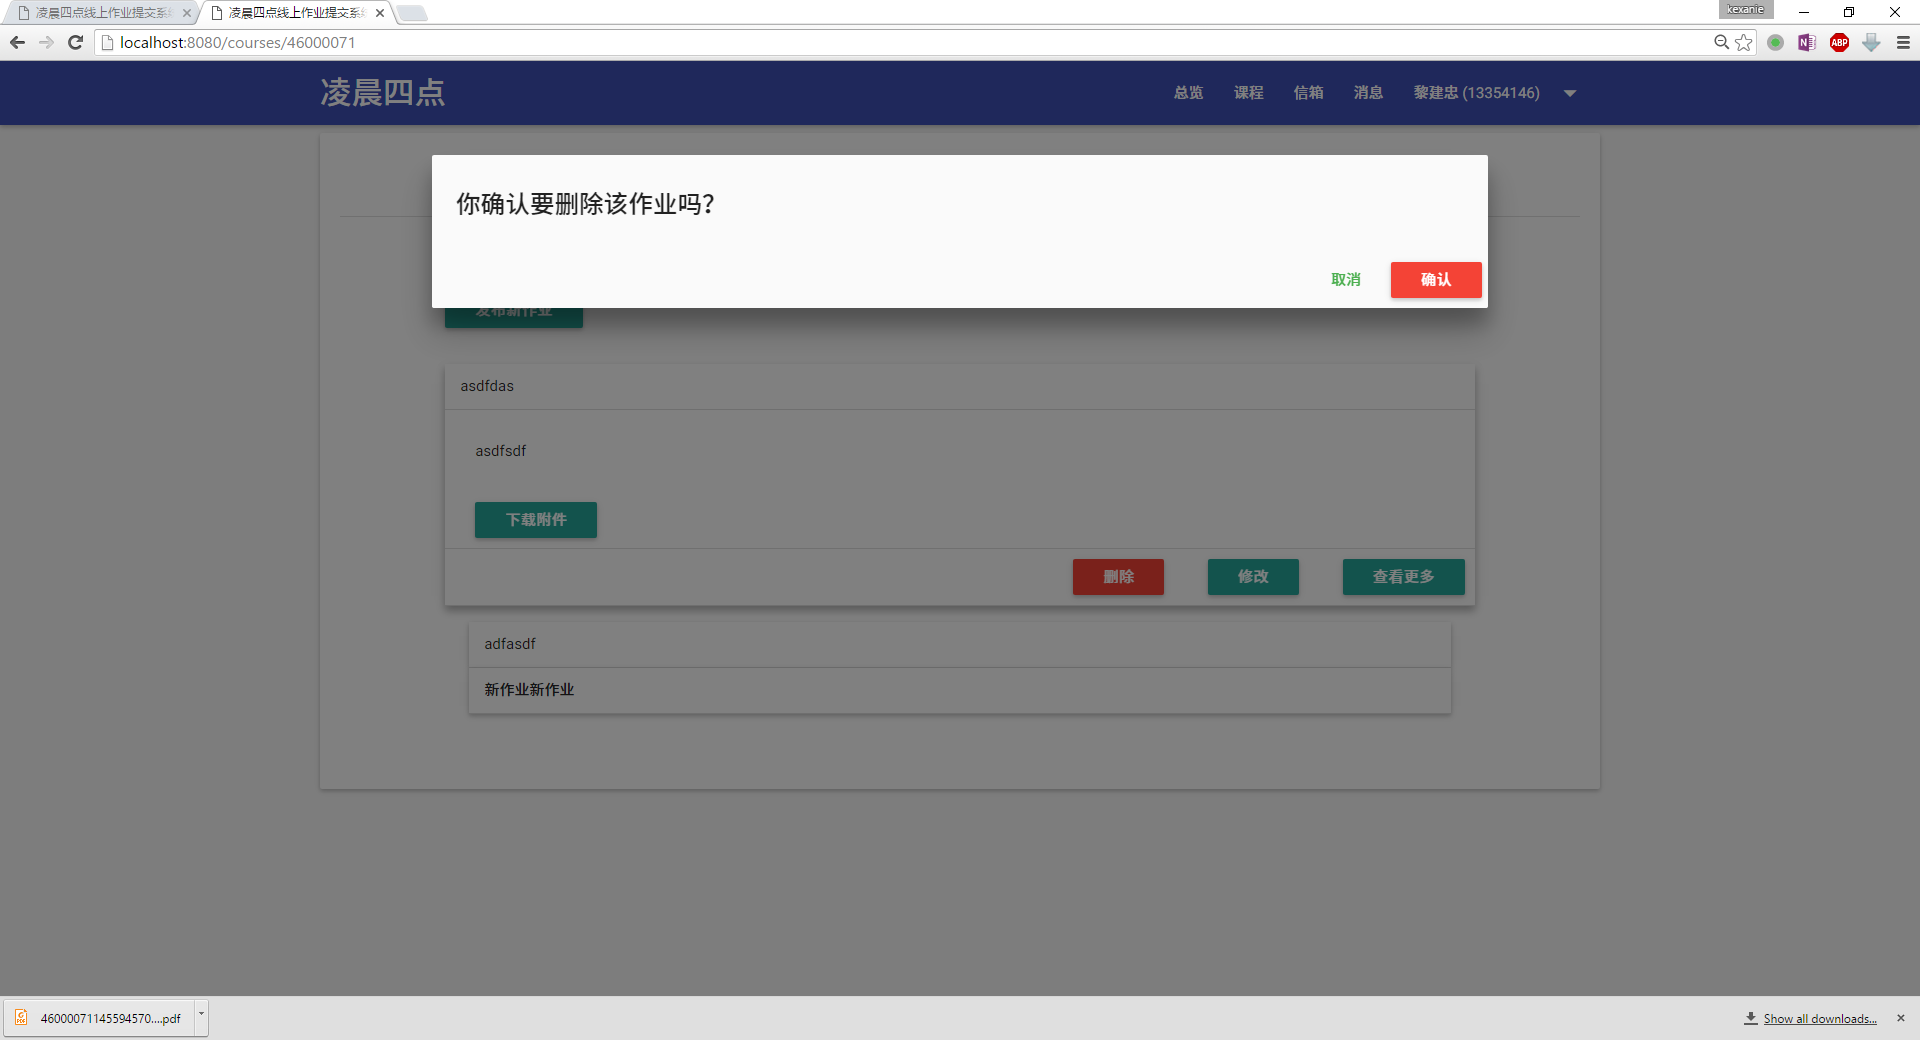 凌晨四点线上作业提交系
凌晨四点线上作业提交系
kexanie
localhost:8080/courses/46000071
ABP
凌晨四点
总览 课程 信箱 消息 黎建忠 (13354146)
你确认要删除该作业吗?
取消 确认
发布新作业
asdfdas
asdfsdf
下载附件
删除 修改 查看更多
adfasdf
新作业新作业
46000071145594570....pdf
Show all downloads...